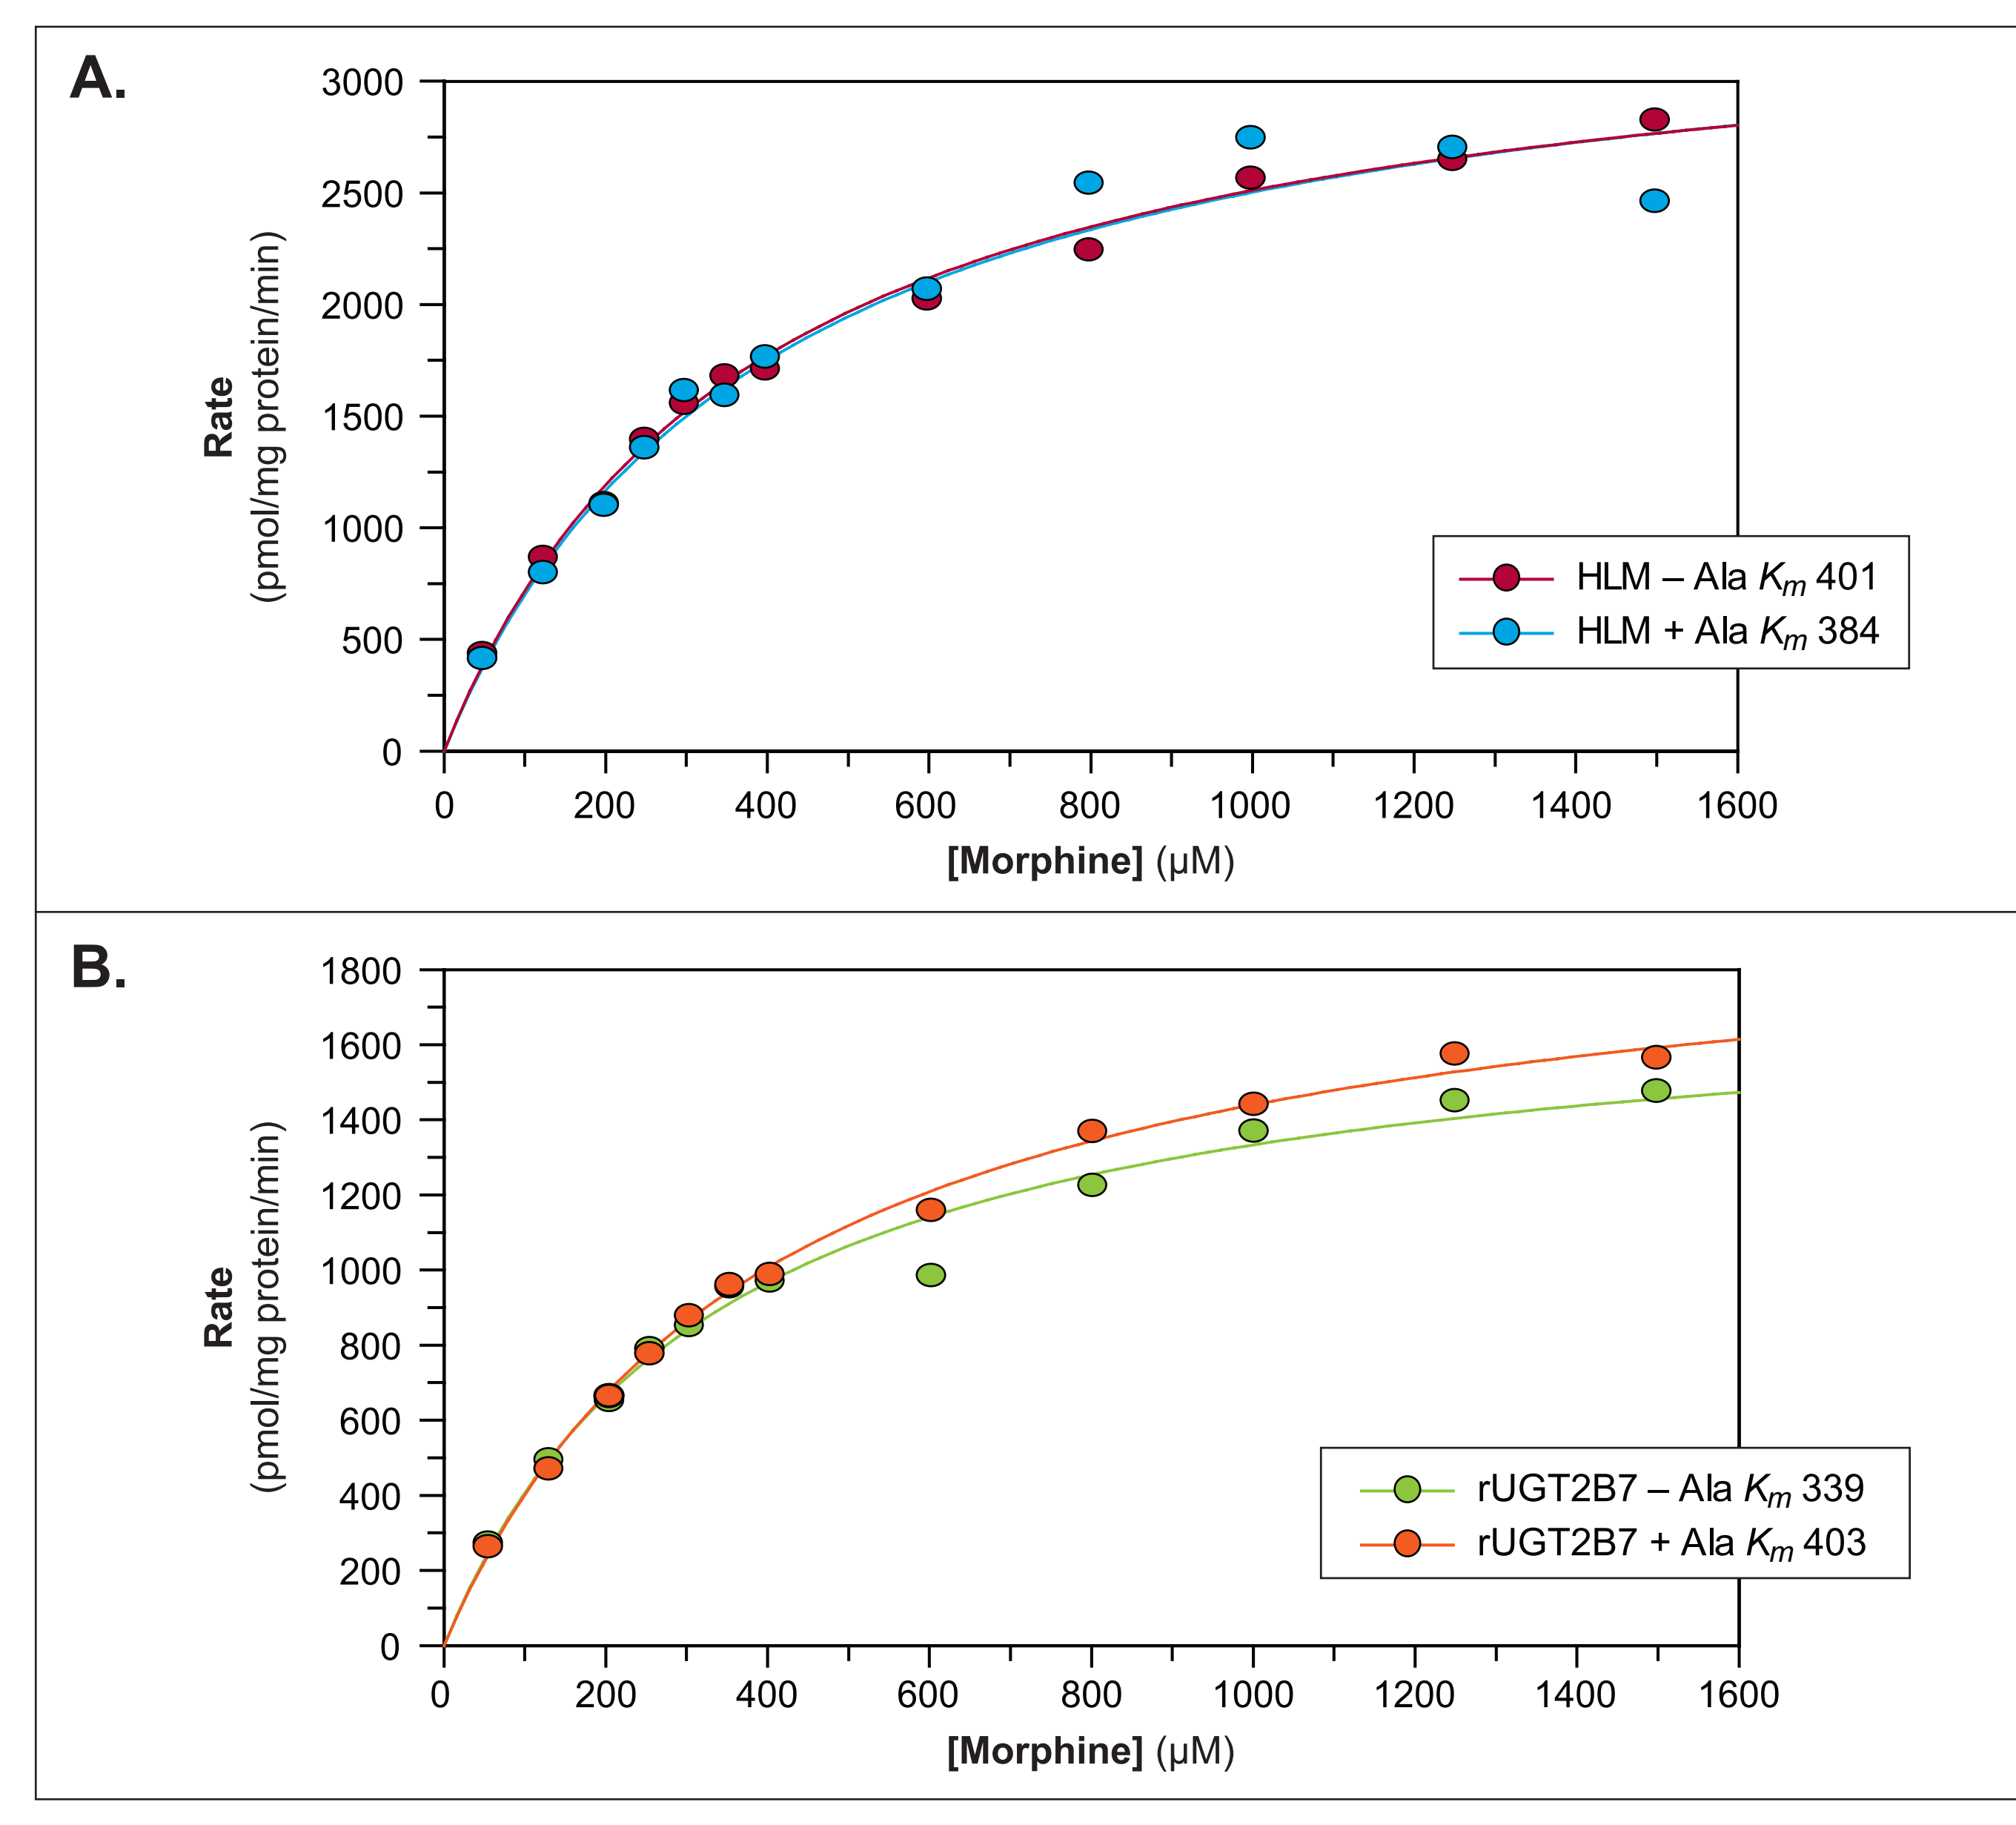 A.
3000
2500
2000
1500
1000
500
0
Rate
(pmol/mg protein/min)
HLM – Ala Km 401
HLM + Ala Km 384
0 200 400 600 800 1000 1200 1400 1600
[Morphine] (µM)
B.
1800
1600
1400
1200
1000
800
600
400
200
0
Rate
(pmol/mg protein/min)
rUGT2B7 – Ala Km 339
rUGT2B7 + Ala Km 403
0 200 400 600 800 1000 1200 1400 1600
[Morphine] (µM)